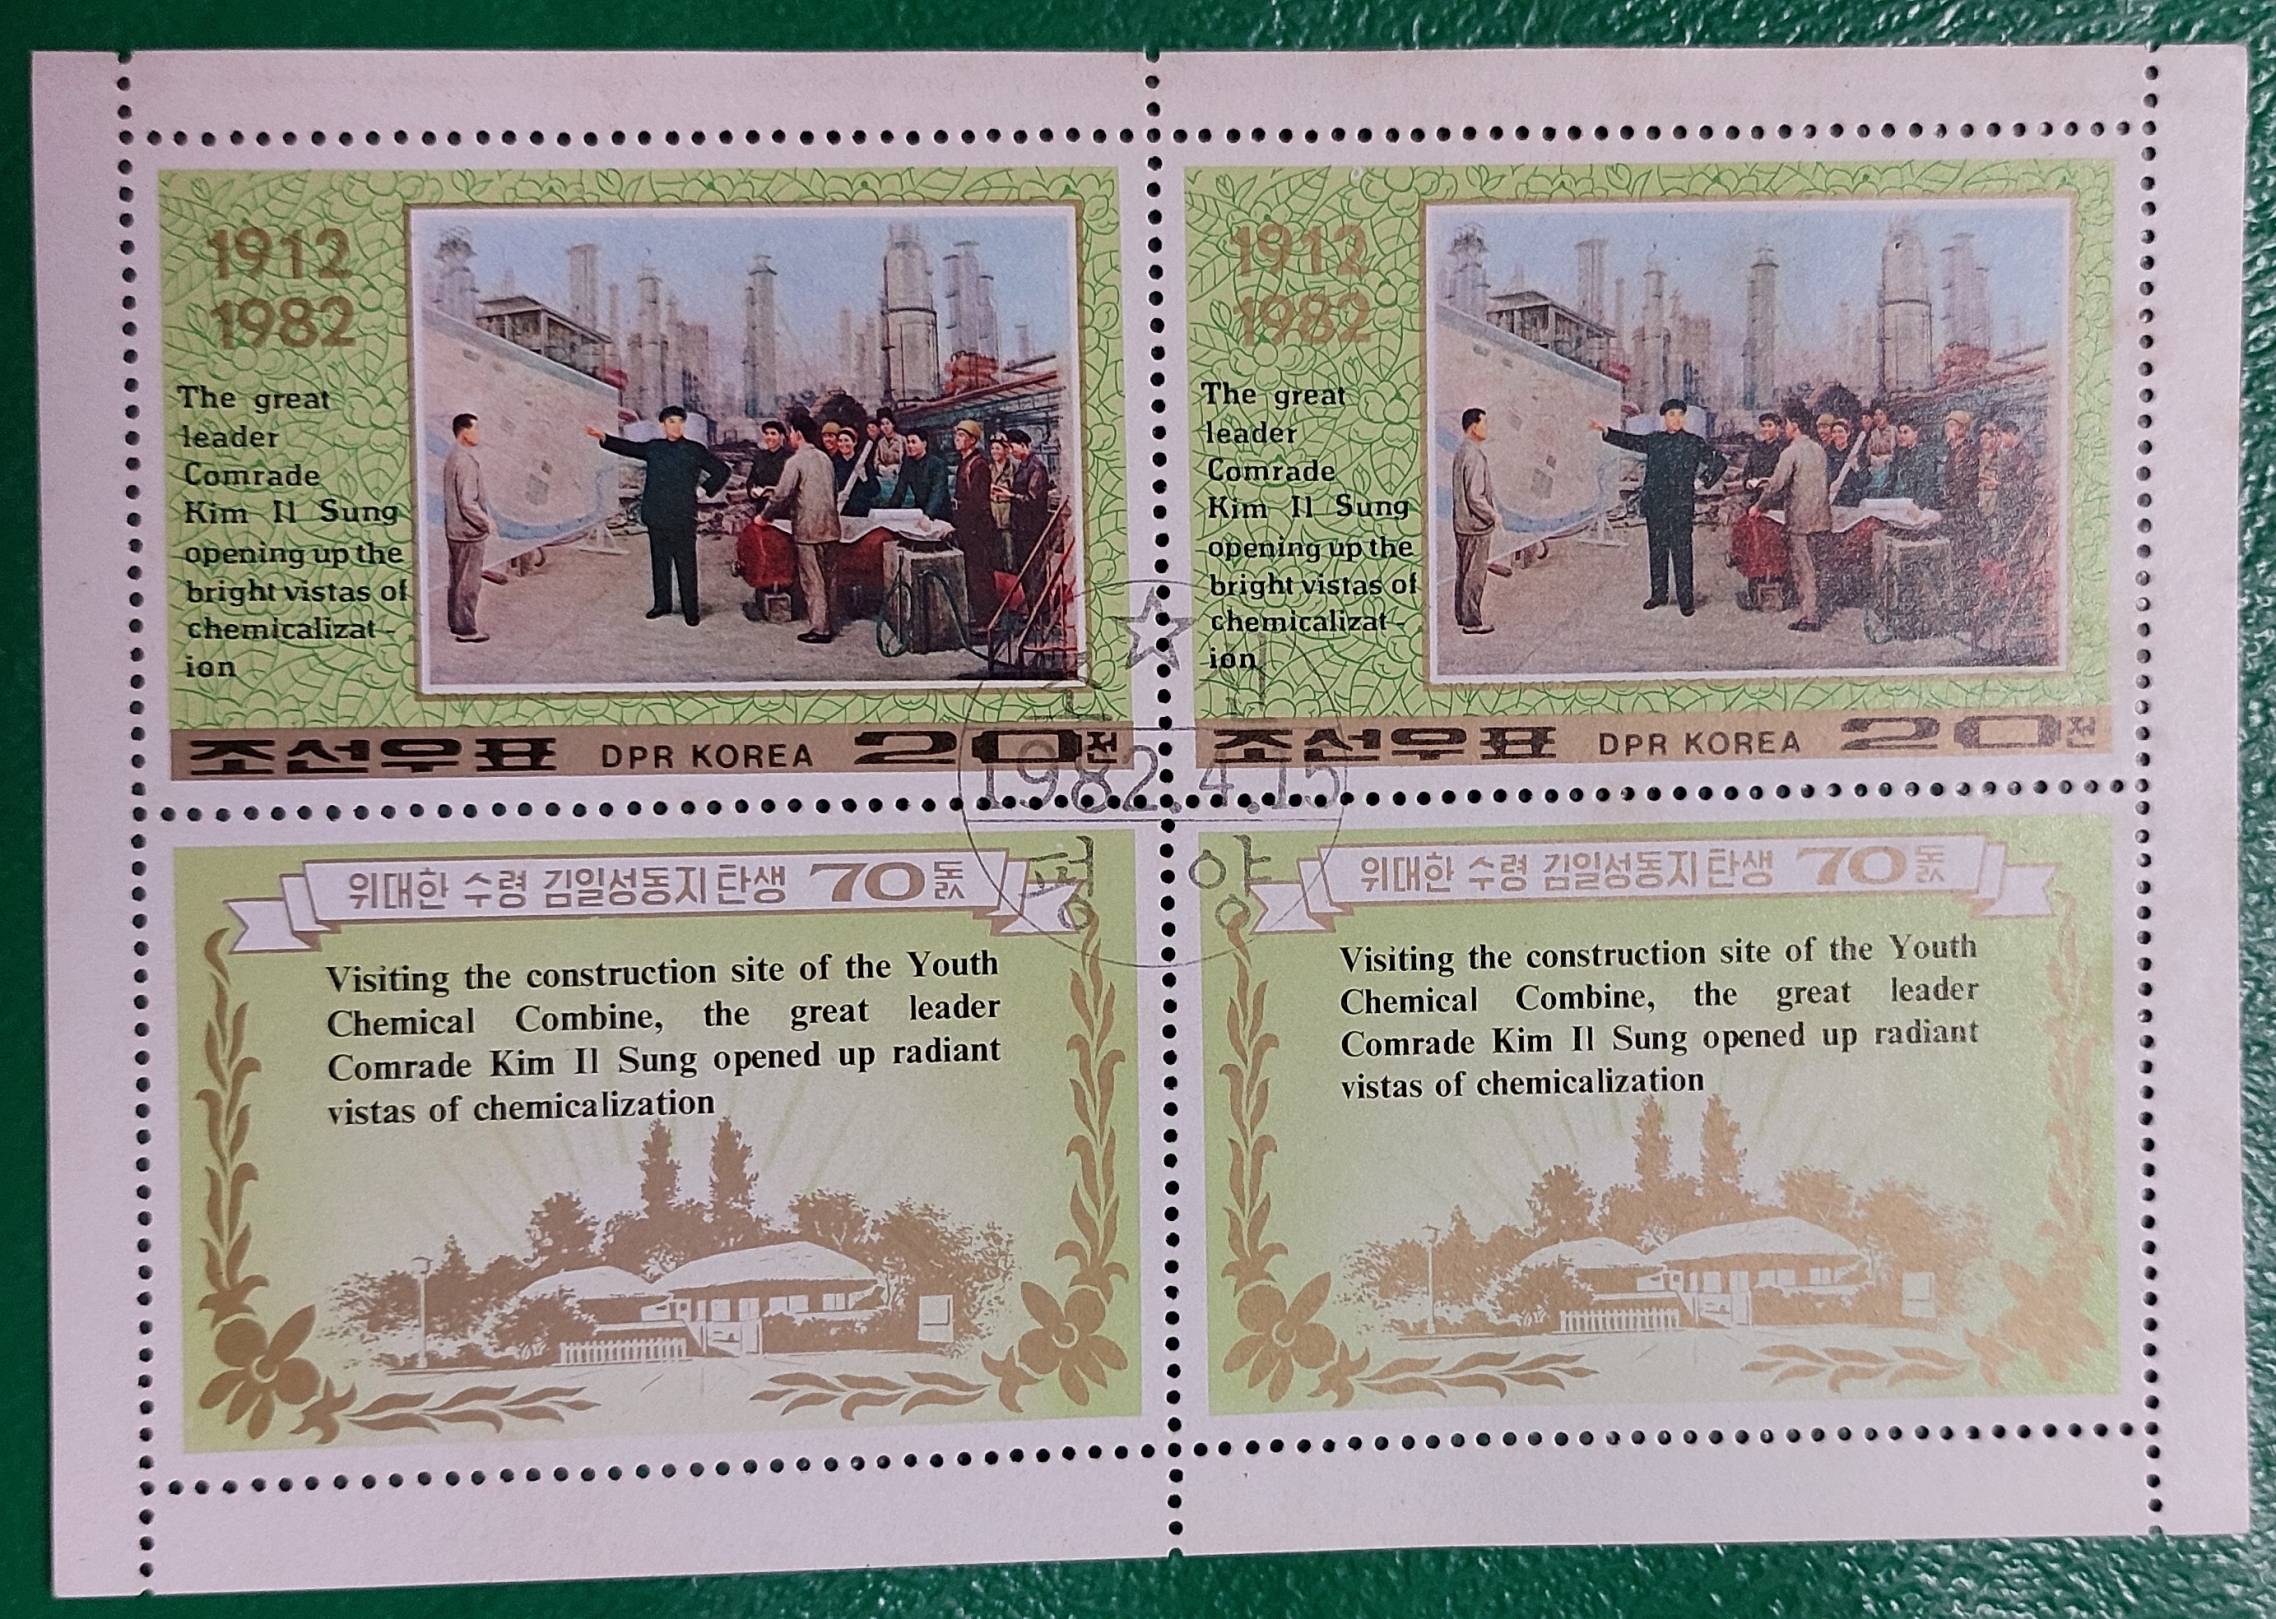 1912
1982
The great
leader
Comrade
Kim Il Sung
opening up the
bright vistas of
chemicalizat-
ion
조선우표 DPR KOREA 20전
1912
1982
The great
leader
Comrade
Kim Il Sung
opening up the
bright vistas of
chemicalizat-
ion
조선우표 DPR KOREA 20전
1982.4.15
평양
위대한 수령 김일성동지 탄생 70돐
Visiting the construction site of the Youth
Chemical Combine, the great leader
Comrade Kim Il Sung opened up radiant
vistas of chemicalization
위대한 수령 김일성동지 탄생 70돐
Visiting the construction site of the Youth
Chemical Combine, the great leader
Comrade Kim Il Sung opened up radiant
vistas of chemicalization